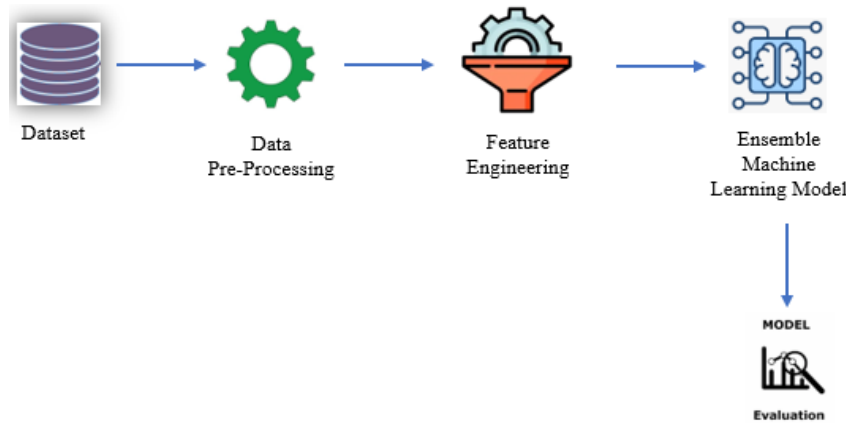 Dataset
Data
Pre-Processing
Feature
Engineering
Ensemble
Machine
Learning Model
MODEL
Evaluation